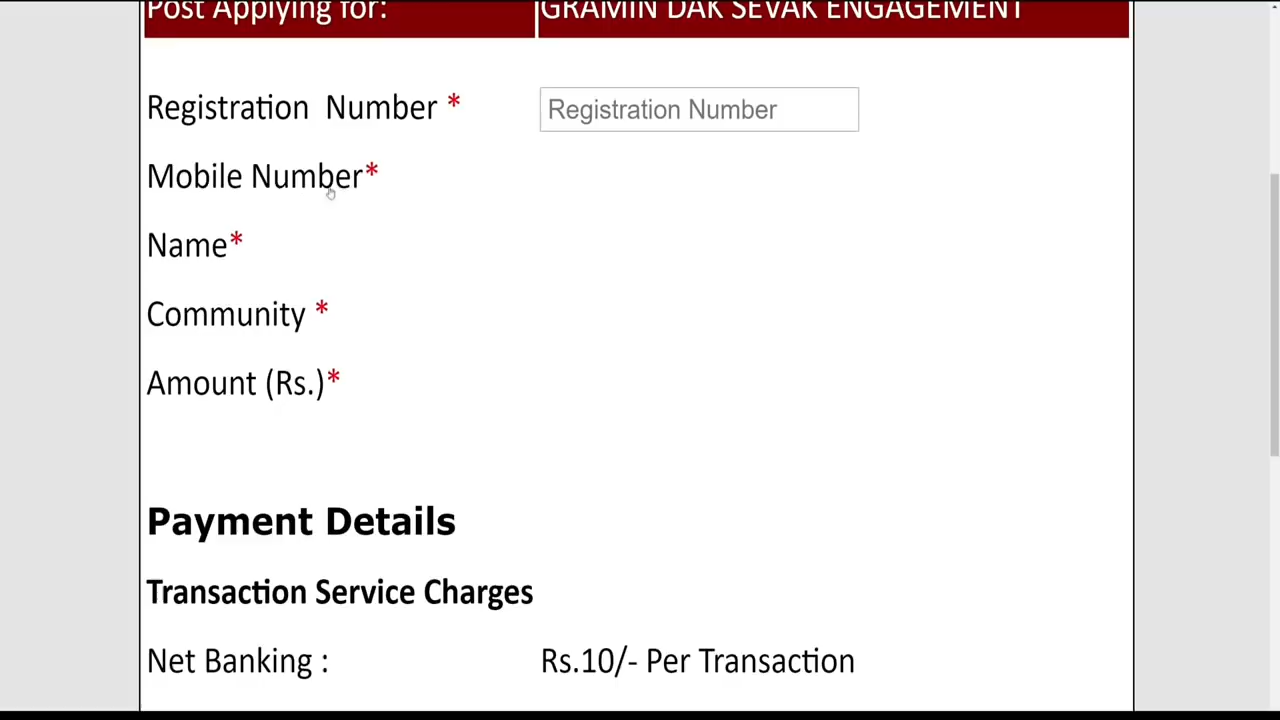 Post Applying for: GRAMIN DAK SEVAK ENGAGEMENT
Registration Number * Registration Number
Mobile Number*
Name*
Community *
Amount (Rs.)*
Payment Details
Transaction Service Charges
Net Banking : Rs.10/- Per Transaction